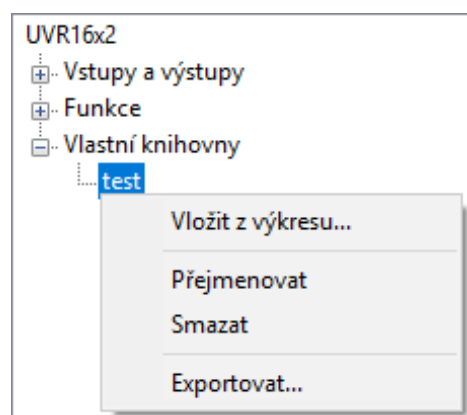 UVR16x2
Vstupy a výstupy
Funkce
Vlastní knihovny
test
Vložit z výkresu...
Přejmenovat
Smazat
Exportovat...